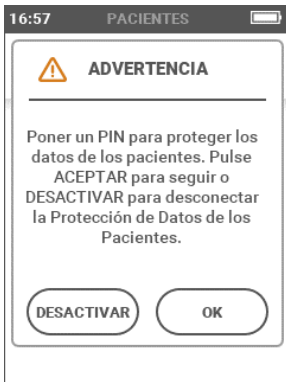 16:57 PACIENTES
ADVERTENCIA
Poner un PIN para proteger los
datos de los pacientes. Pulse
ACEPTAR para seguir o
DESACTIVAR para desconectar
la Protección de Datos de los
Pacientes.
DESACTIVAR OK